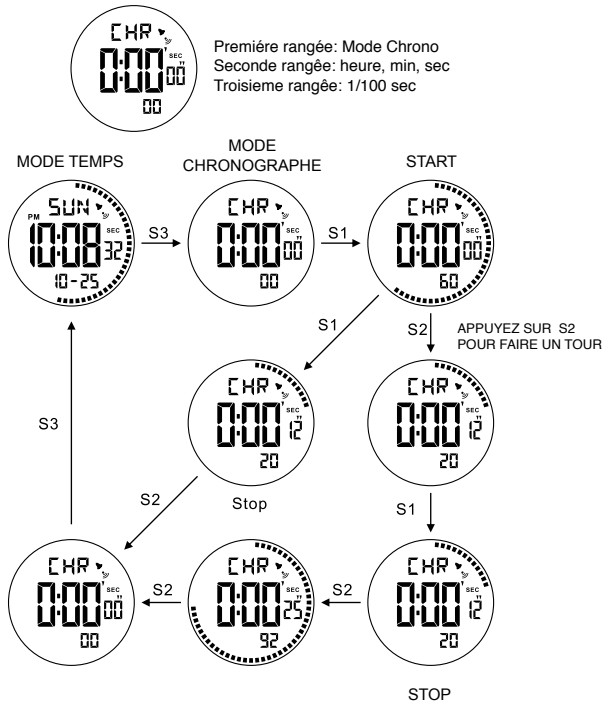 CHR
SEC
0:00 00
00
Premiére rangée: Mode Chrono
Seconde rangêe: heure, min, sec
Troisieme rangêe: 1/100 sec
MODE TEMPS
MODE
CHRONOGRAPHE
START
SUN
PM
SEC
10:08 32
10-25
S3
CHR
SEC
0:00 00
00
S1
CHR
SEC
0:00 00
60
S1
S2
APPUYEZ SUR S2
POUR FAIRE UN TOUR
CHR
SEC
0:00 12
20
Stop
CHR
SEC
0:00 12
20
S3
S2
S1
CHR
SEC
0:00 00
00
S2
CHR
SEC
0:00 25
92
S2
CHR
SEC
0:00 12
20
STOP